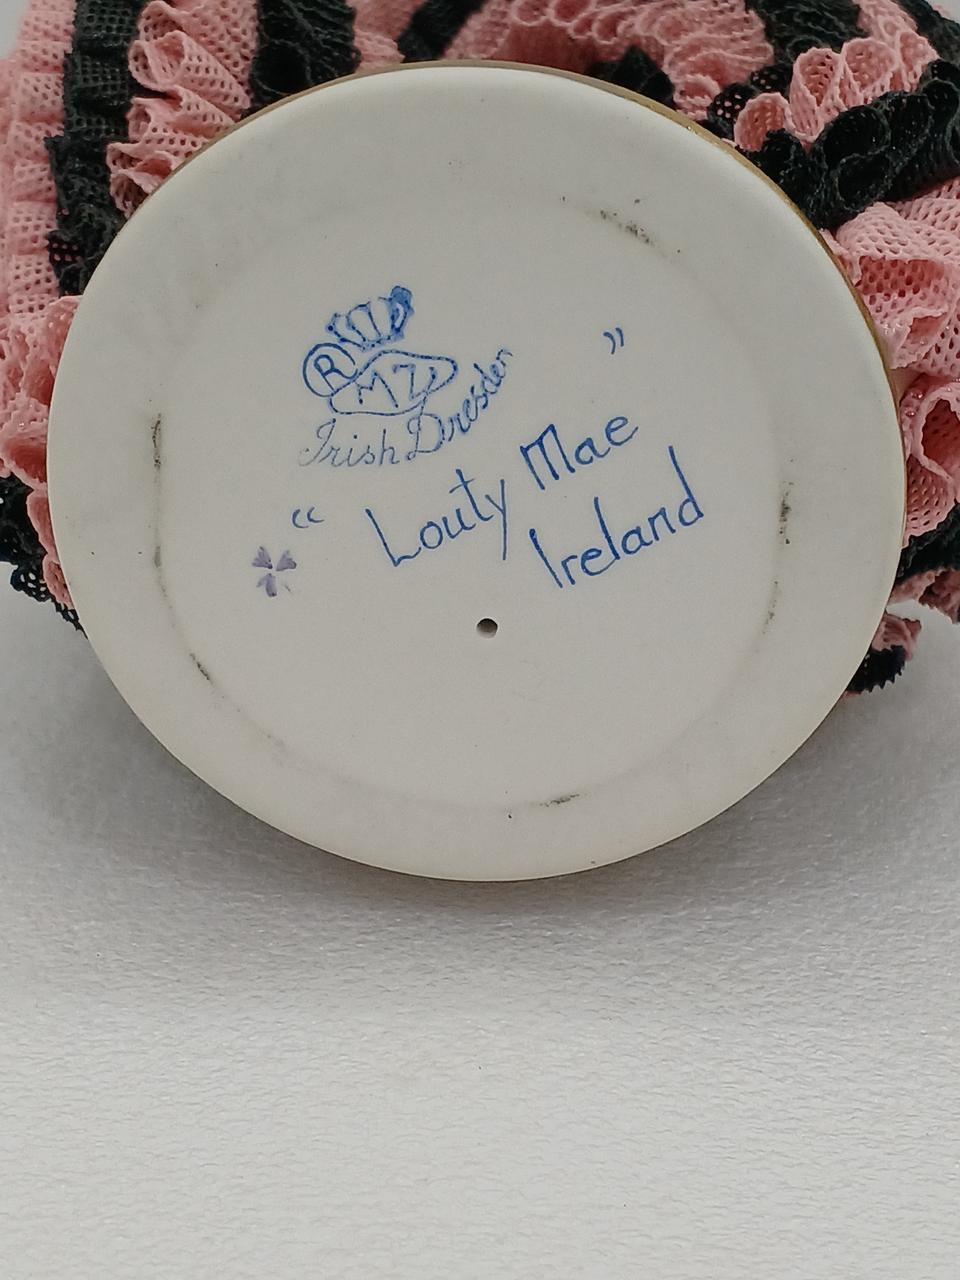 ® MZ
Irish Dresden
“ Louty Mae ”
Ireland